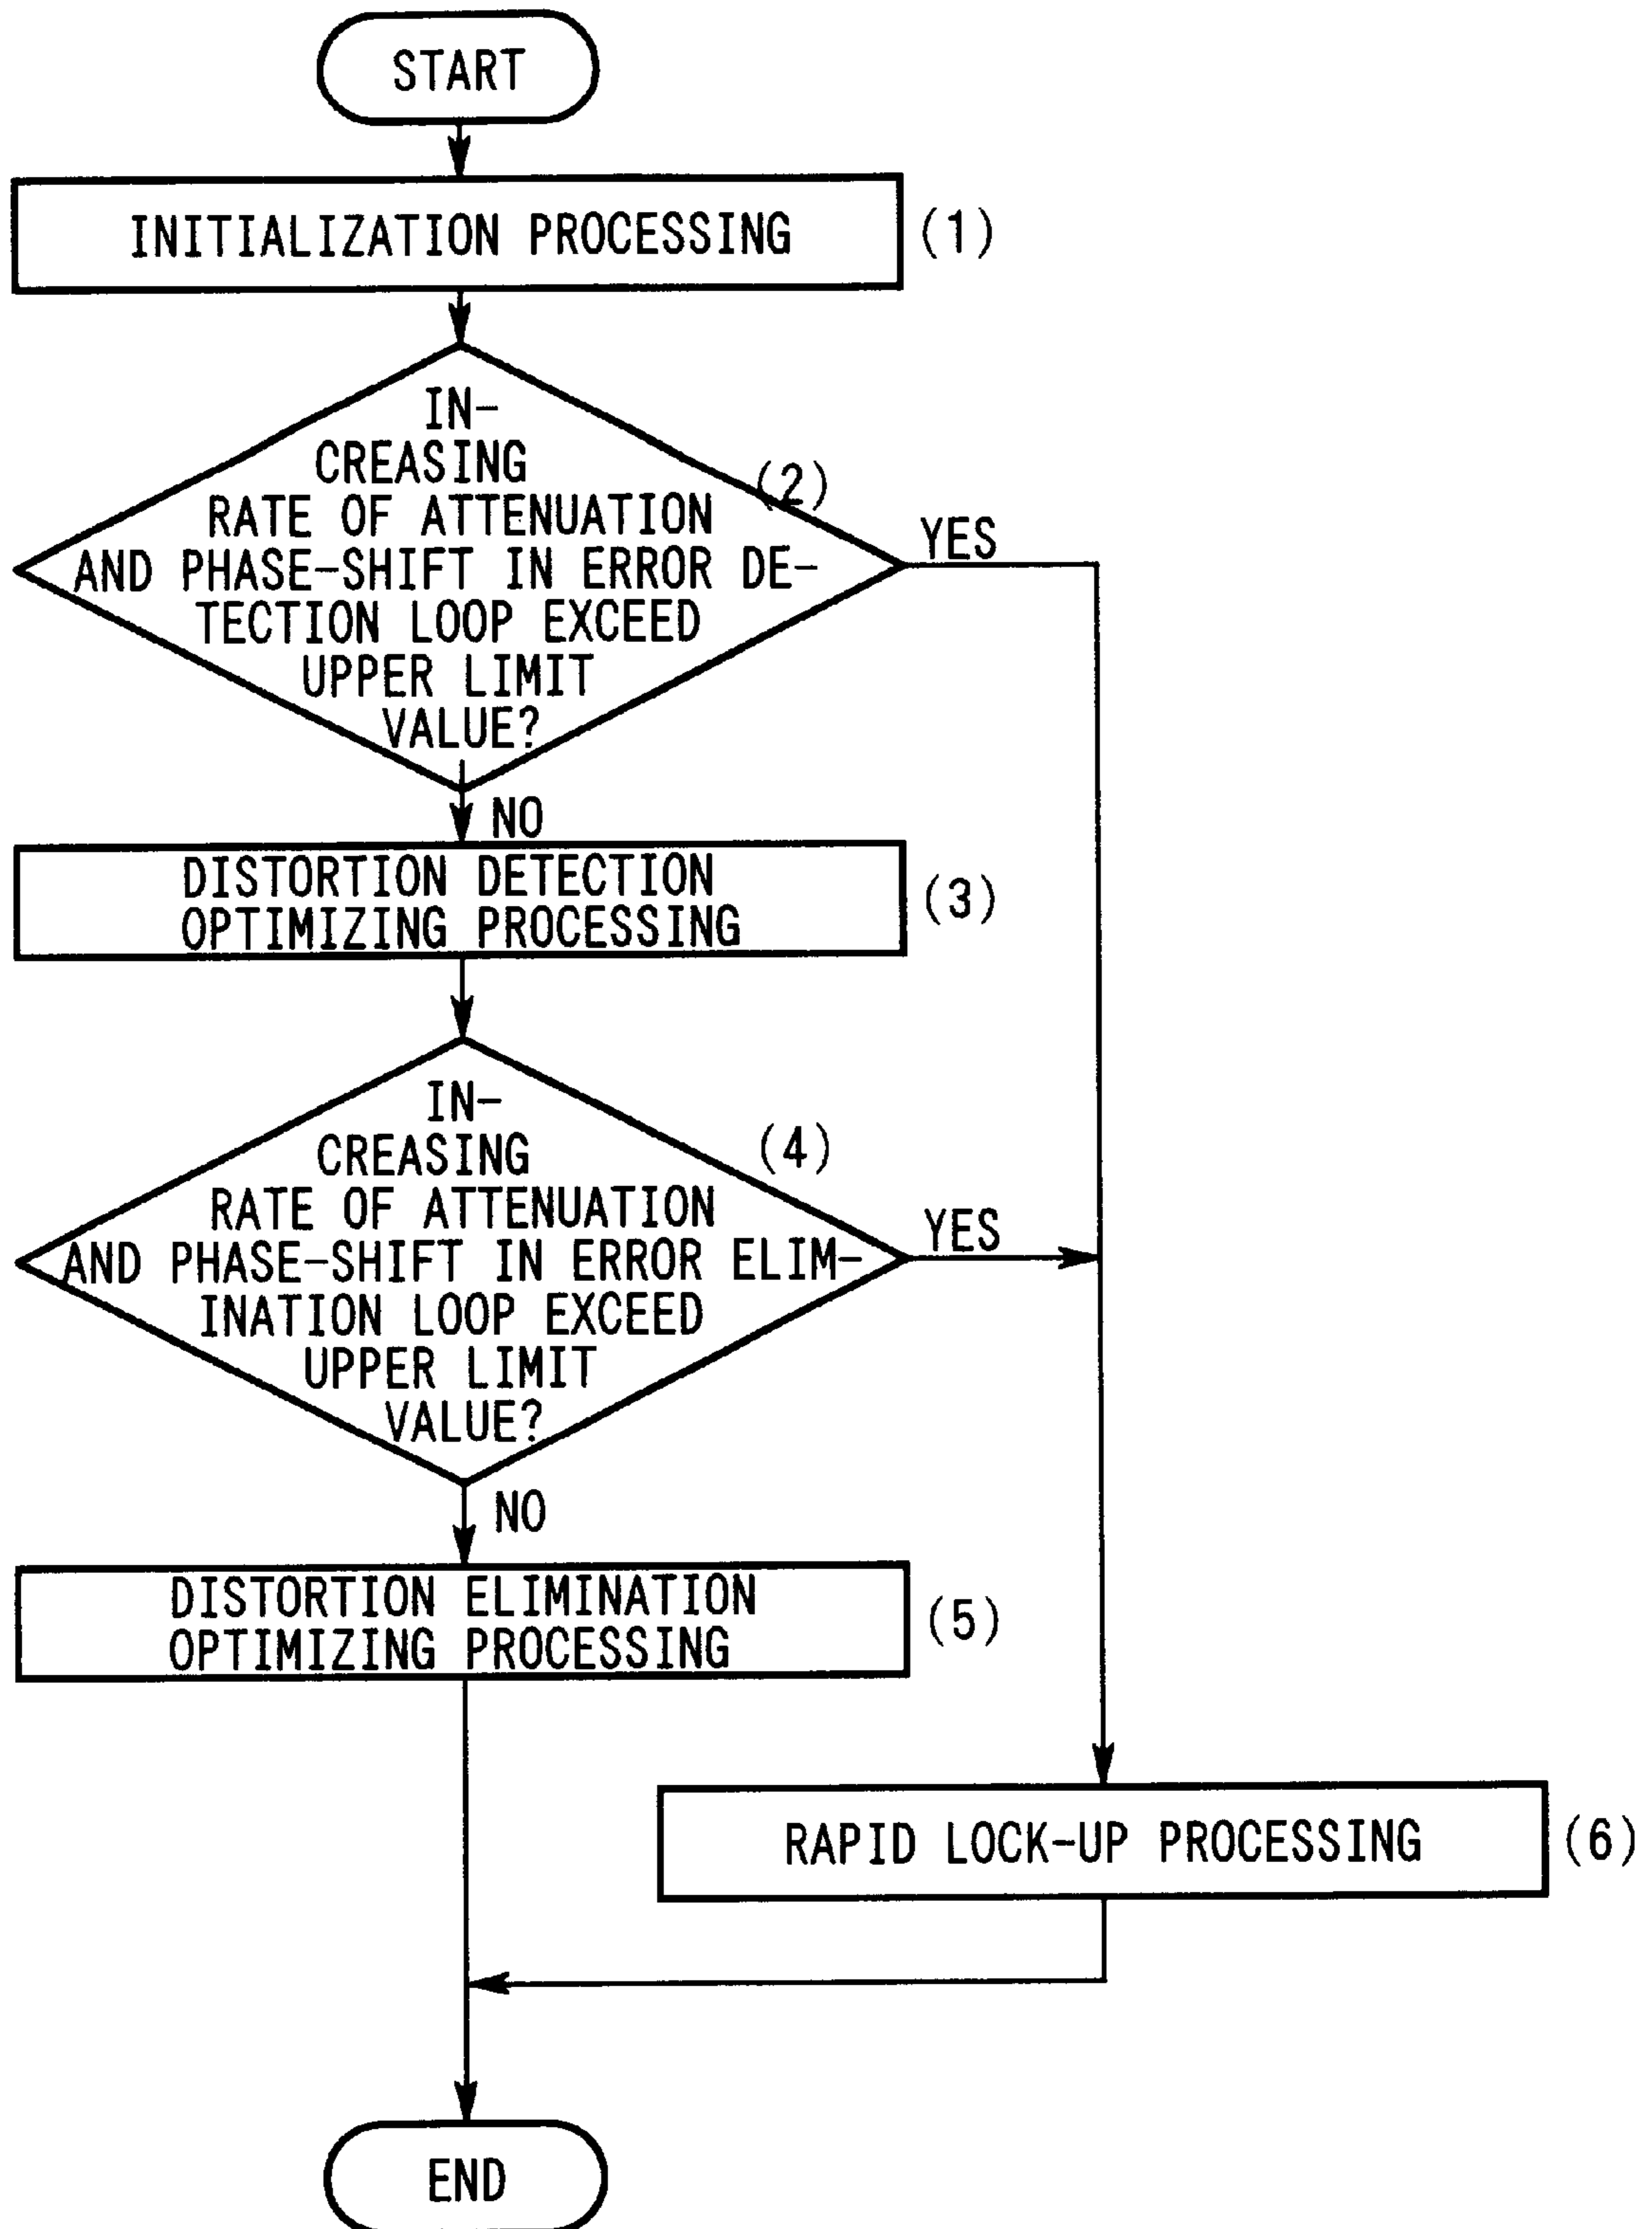 START
INITIALIZATION PROCESSING
(1)
IN-
CREASING
(2)
RATE OF ATTENUATION
AND PHASE-SHIFT IN ERROR DE-
TECTION LOOP EXCEED
UPPER LIMIT
VALUE?
YES
NO
DISTORTION DETECTION
OPTIMIZING PROCESSING
(3)
IN-
CREASING
(4)
RATE OF ATTENUATION
AND PHASE-SHIFT IN ERROR ELIM-
INATION LOOP EXCEED
UPPER LIMIT
VALUE?
YES
NO
DISTORTION ELIMINATION
OPTIMIZING PROCESSING
(5)
RAPID LOCK-UP PROCESSING
(6)
END